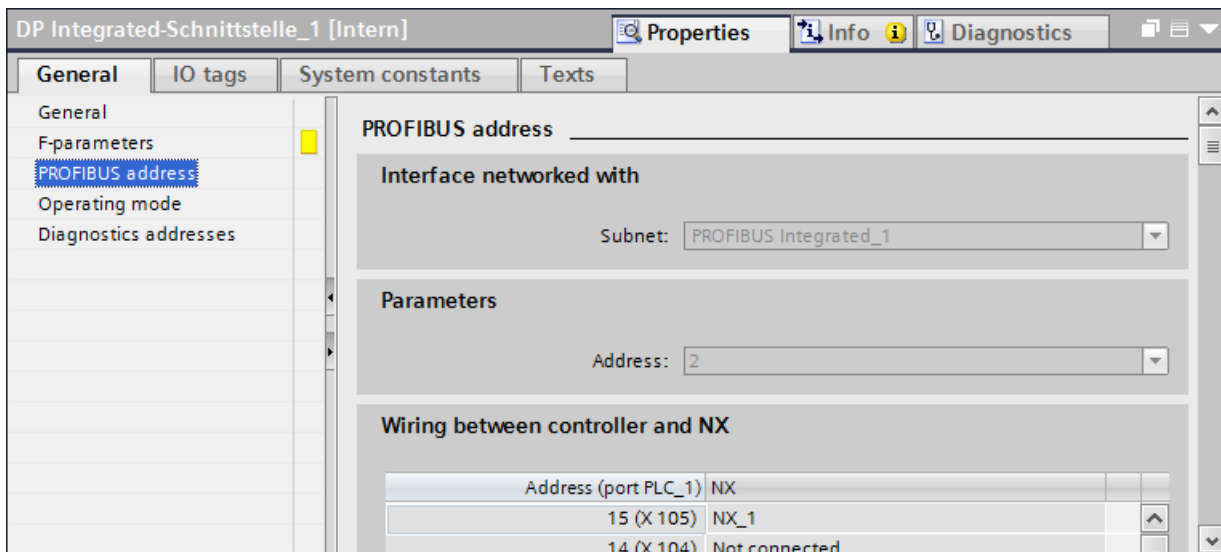 DP Integrated-Schnittstelle_1 [Intern]
Properties
Info
Diagnostics
General
IO tags
System constants
Texts
General
F-parameters
PROFIBUS address
Operating mode
Diagnostics addresses
PROFIBUS address
Interface networked with
Subnet: PROFIBUS Integrated_1
Parameters
Address: 2
Wiring between controller and NX
Address (port PLC_1) NX
15 (X 105) NX_1
14 (X 104) Not connected